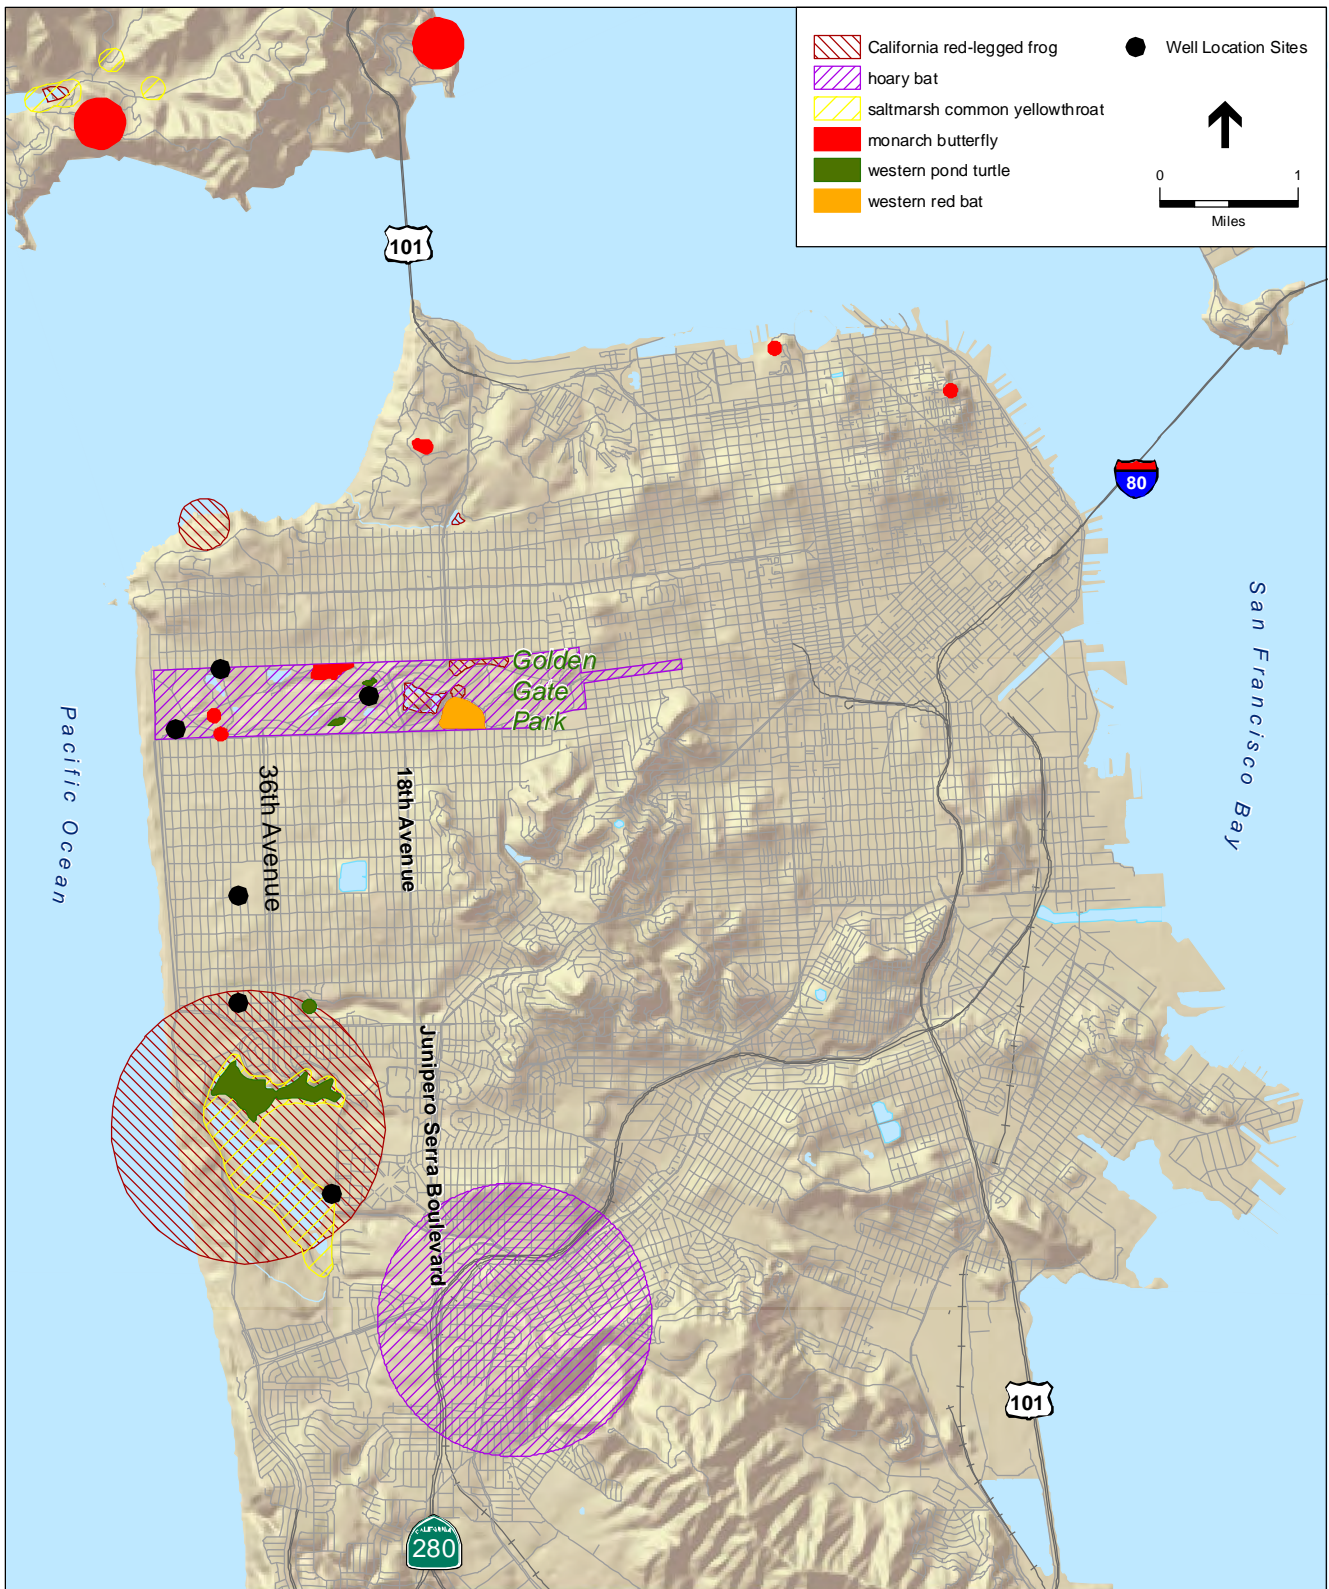 California red-legged frog
hoary bat
saltmarsh common yellowthroat
monarch butterfly
western pond turtle
western red bat
Well Location Sites
0 1
Miles
101
80
Golden
Gate
Park
Pacific Ocean
San Francisco Bay
36th Avenue
18th Avenue
Junipero Serra Boulevard
101
CALIFORNIA
280